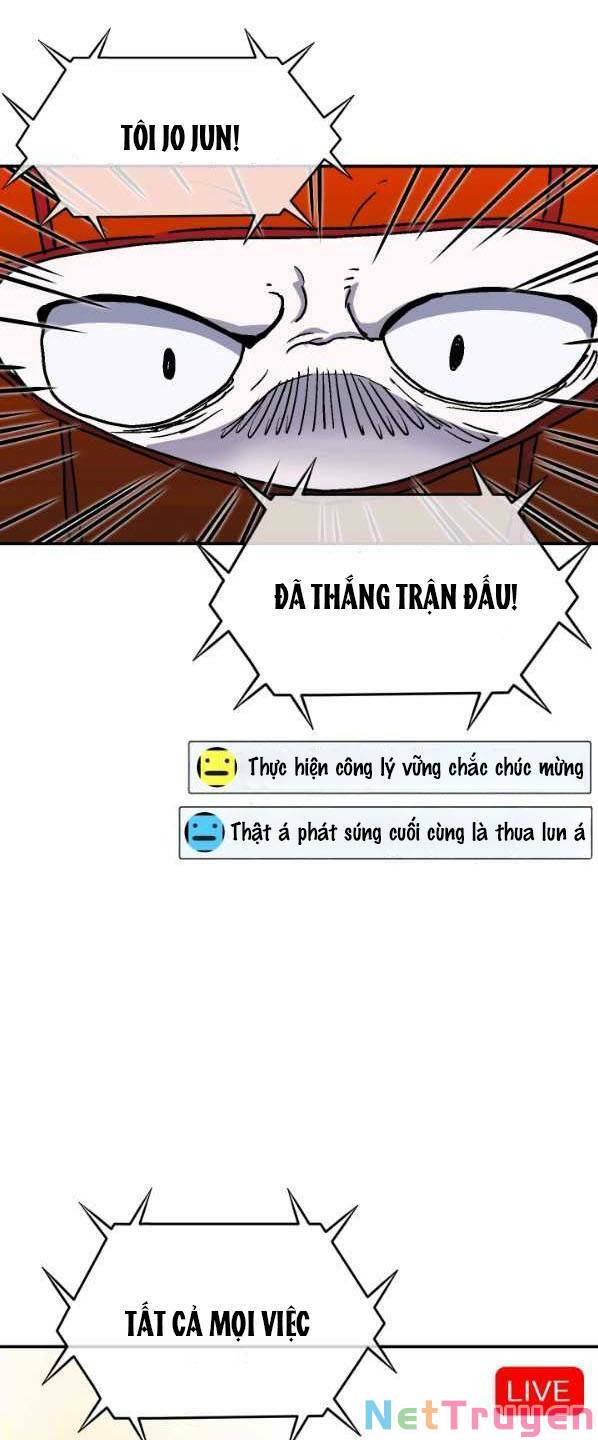 TÔI JO JUN!
ĐÃ THẮNG TRẬN ĐẤU!
Thực hiện công lý vững chắc chúc mừng
Thật á phát súng cuối cùng là thua lun á
TẤT CẢ MỌI VIỆC
LIVE
NetTruyen